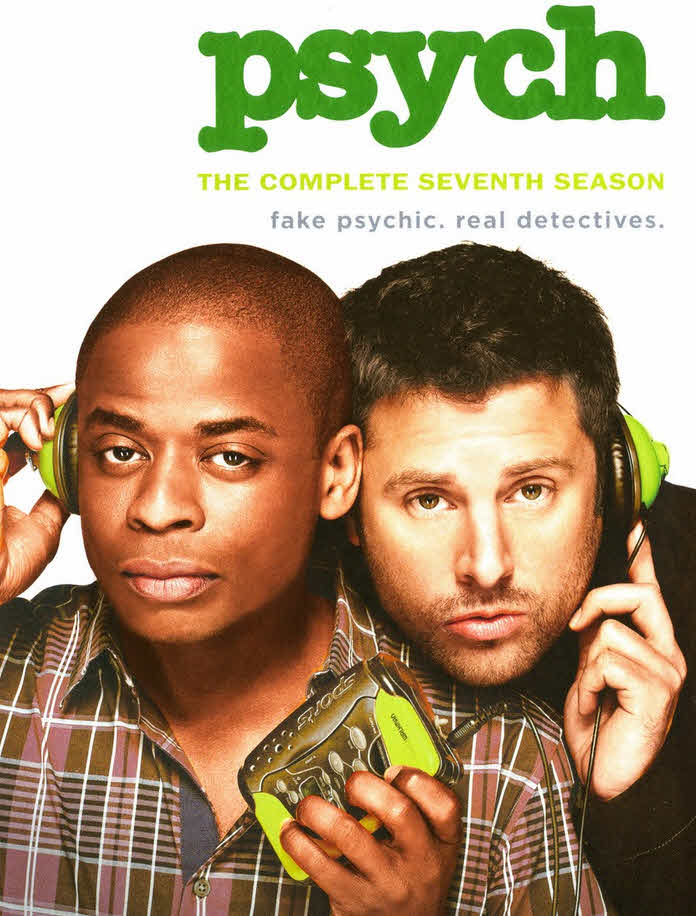 psych
THE COMPLETE SEVENTH SEASON
fake psychic. real detectives.
SPORTS